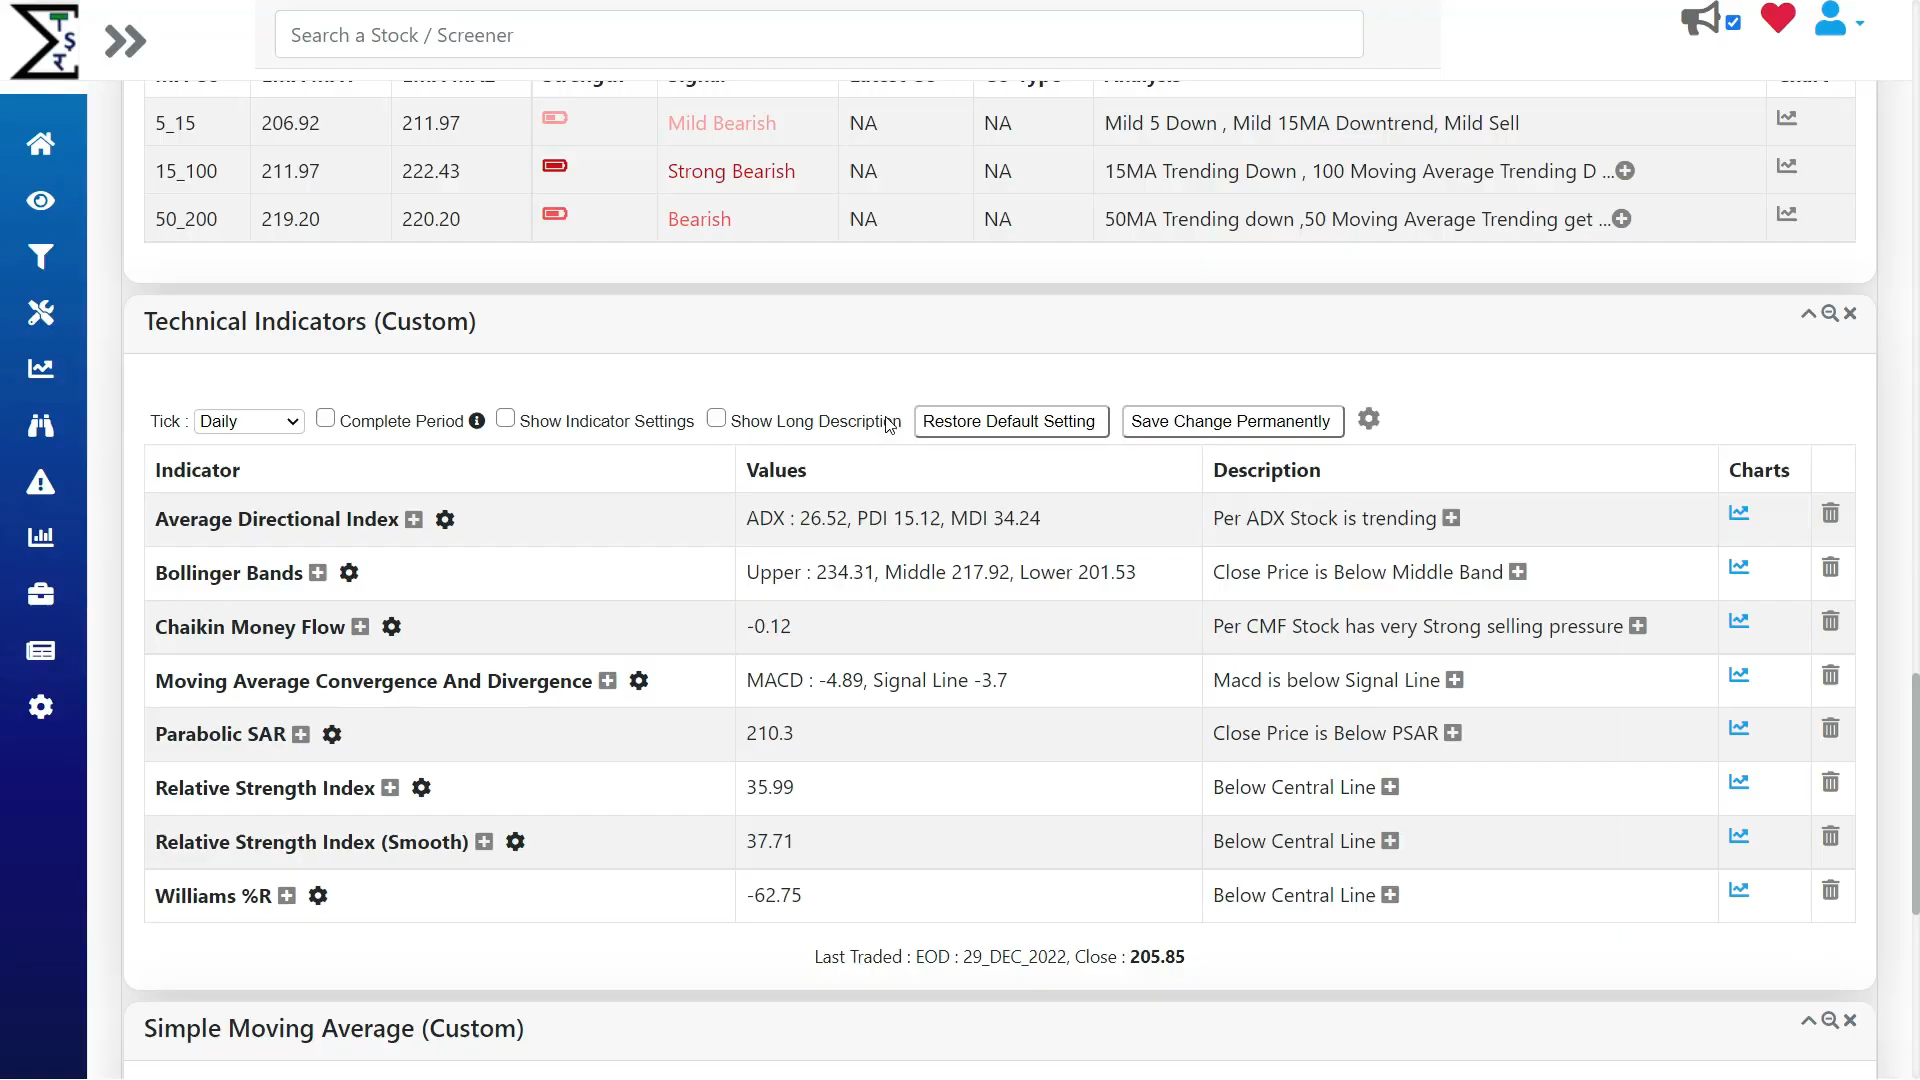 Search a Stock / Screener
5_15 206.92 211.97 Mild Bearish NA NA Mild 5 Down , Mild 15MA Downtrend, Mild Sell
15_100 211.97 222.43 Strong Bearish NA NA 15MA Trending Down , 100 Moving Average Trending D ...
50_200 219.20 220.20 Bearish NA NA 50MA Trending down ,50 Moving Average Trending get ...
Technical Indicators (Custom)
Tick : Daily Complete Period Show Indicator Settings Show Long Description Restore Default Setting Save Change Permanently
Indicator Values Description Charts
Average Directional Index ADX : 26.52, PDI 15.12, MDI 34.24 Per ADX Stock is trending
Bollinger Bands Upper : 234.31, Middle 217.92, Lower 201.53 Close Price is Below Middle Band
Chaikin Money Flow -0.12 Per CMF Stock has very Strong selling pressure
Moving Average Convergence And Divergence MACD : -4.89, Signal Line -3.7 Macd is below Signal Line
Parabolic SAR 210.3 Close Price is Below PSAR
Relative Strength Index 35.99 Below Central Line
Relative Strength Index (Smooth) 37.71 Below Central Line
Williams %R -62.75 Below Central Line
Last Traded : EOD : 29_DEC_2022, Close : 205.85
Simple Moving Average (Custom)